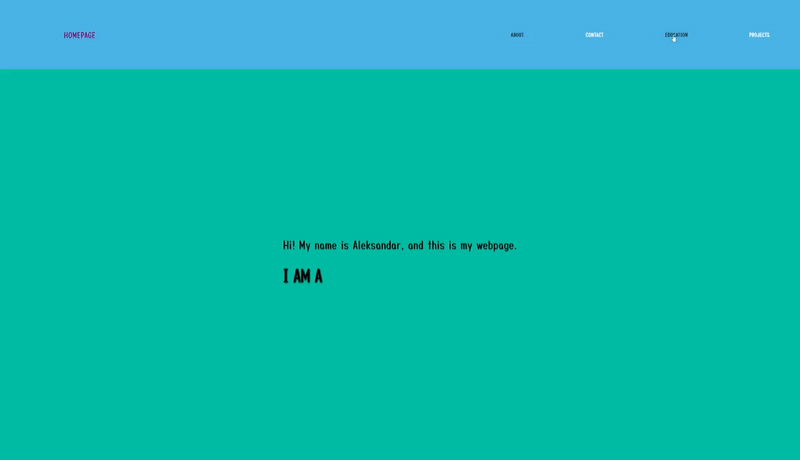 HOMEPAGE
ABOUT CONTACT EDUCATION PROJECTS
Hi! My name is Aleksandar, and this is my webpage.
I AM A